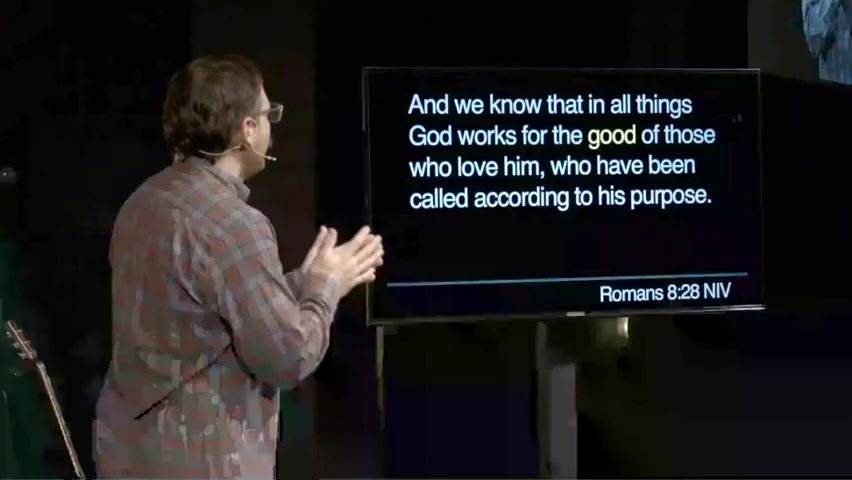 And we know that in all things
God works for the good of those
who love him, who have been
called according to his purpose.
Romans 8:28 NIV